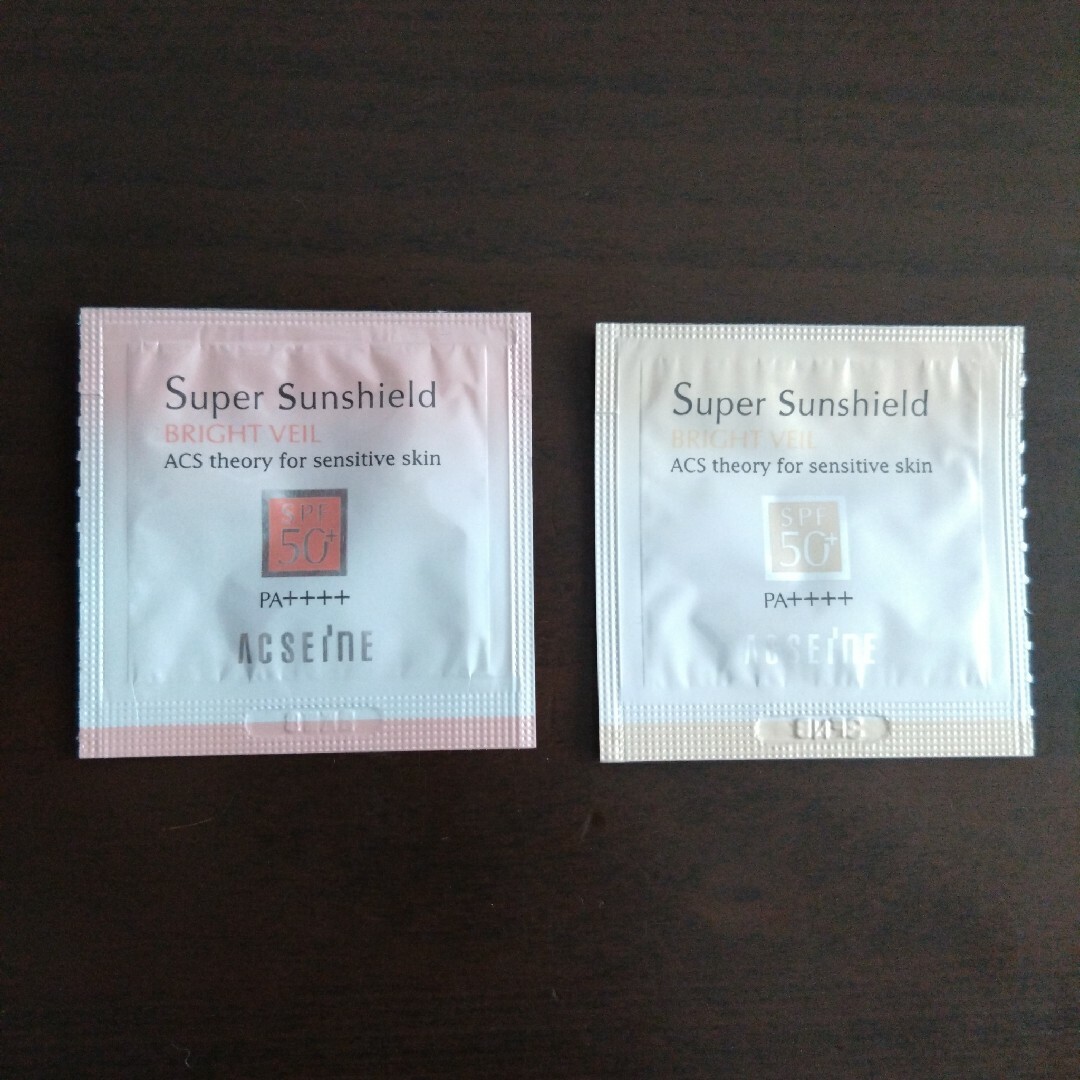 Super Sunshield
BRIGHT VEIL
ACS theory for sensitive skin
SPF
50+
PA++++
ACSEINE
Super Sunshield
BRIGHT VEIL
ACS theory for sensitive skin
SPF
50+
PA++++
ACSEINE